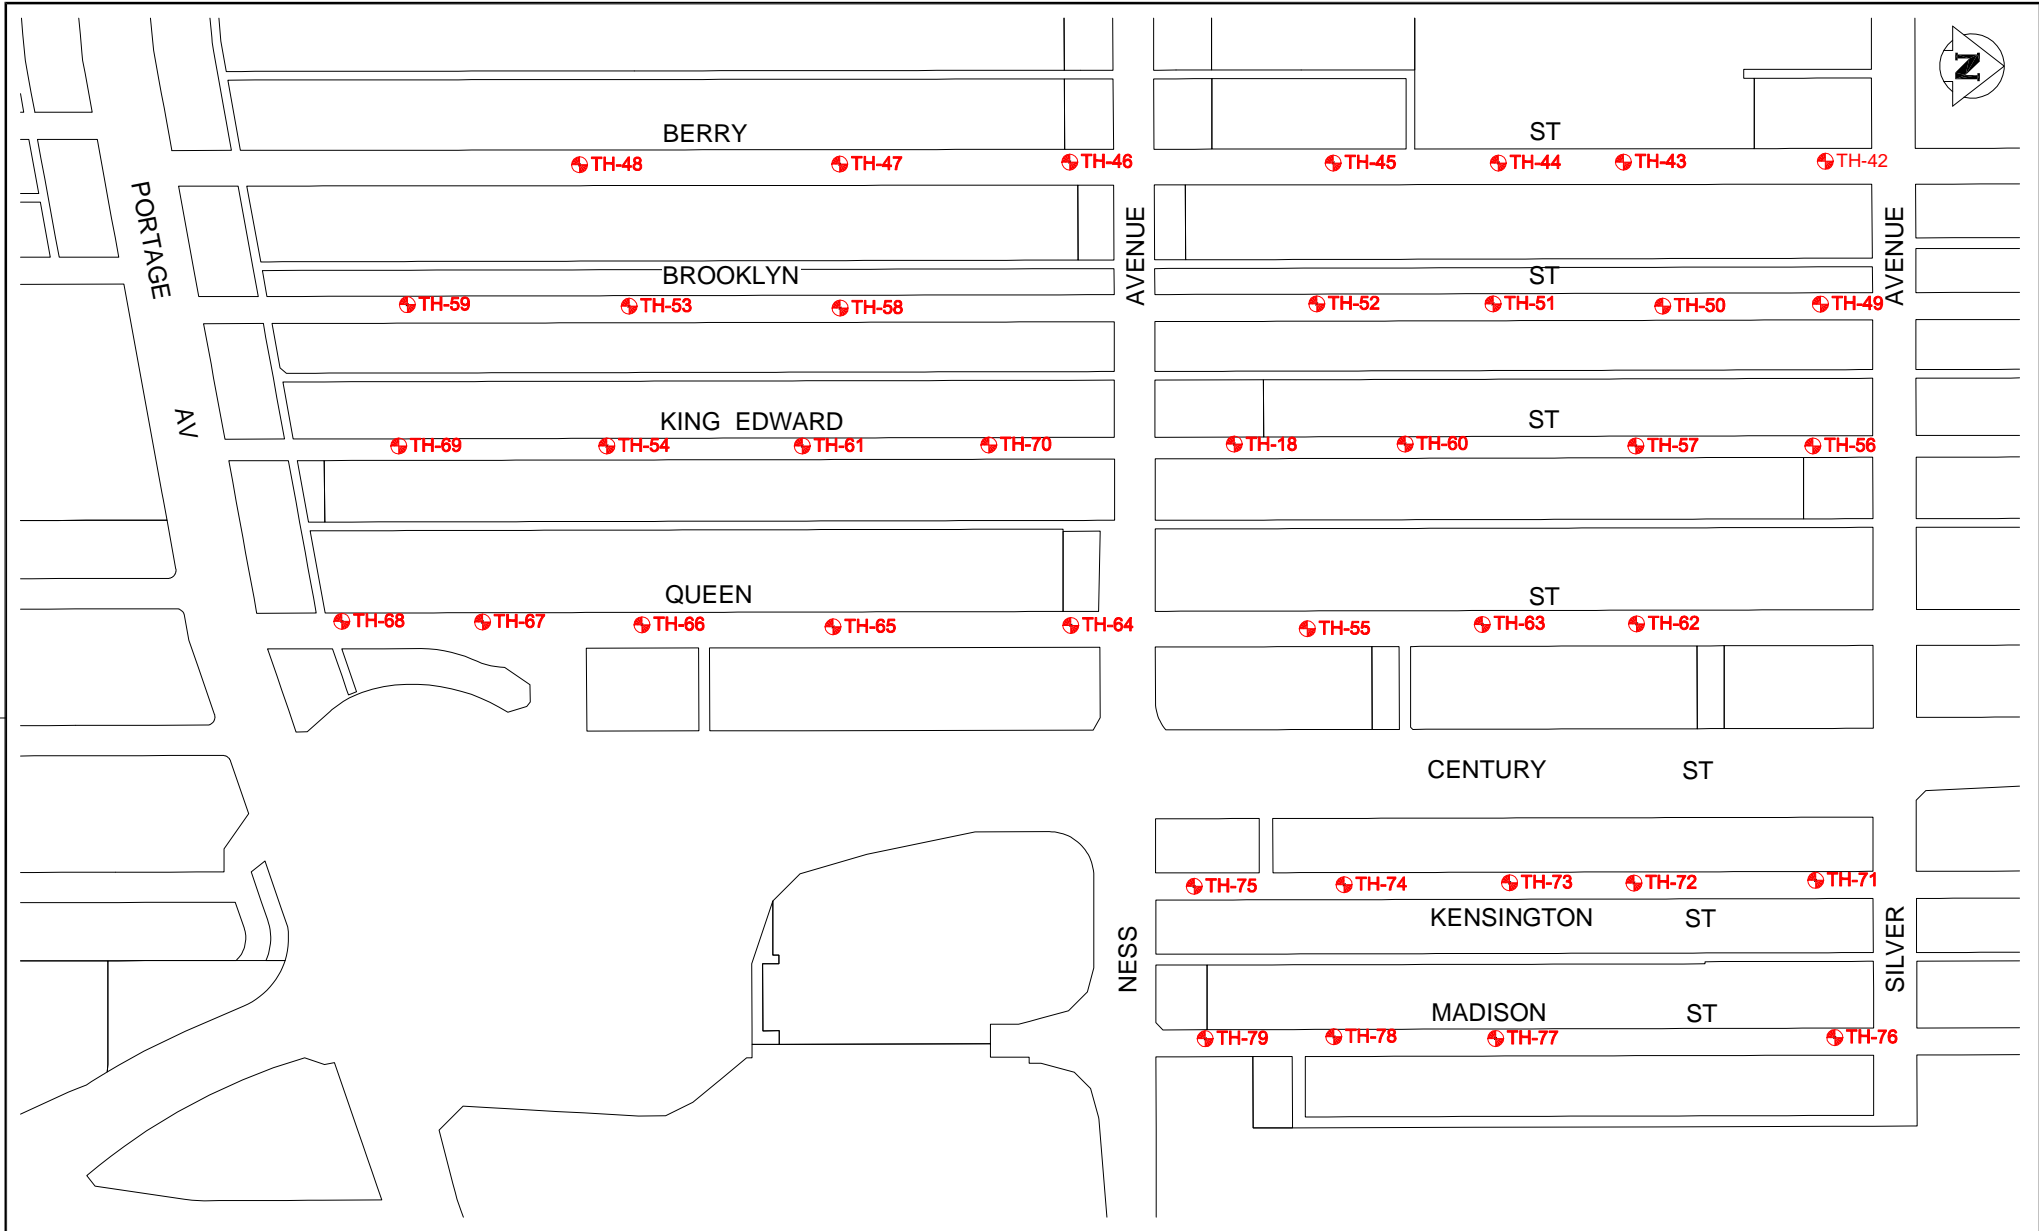 N
BERRY ST
TH-48 TH-47 TH-46 TH-45 TH-44 TH-43 TH-42
PORTAGE
AVENUE
AVENUE
BROOKLYN ST
TH-59 TH-53 TH-58 TH-52 TH-51 TH-50 TH-49
AV
KING EDWARD ST
TH-69 TH-54 TH-61 TH-70 TH-18 TH-60 TH-57 TH-56
QUEEN ST
TH-68 TH-67 TH-66 TH-65 TH-64 TH-55 TH-63 TH-62
CENTURY ST
TH-75 TH-74 TH-73 TH-72 TH-71
KENSINGTON ST
NESS
SILVER
MADISON ST
TH-79 TH-78 TH-77 TH-76